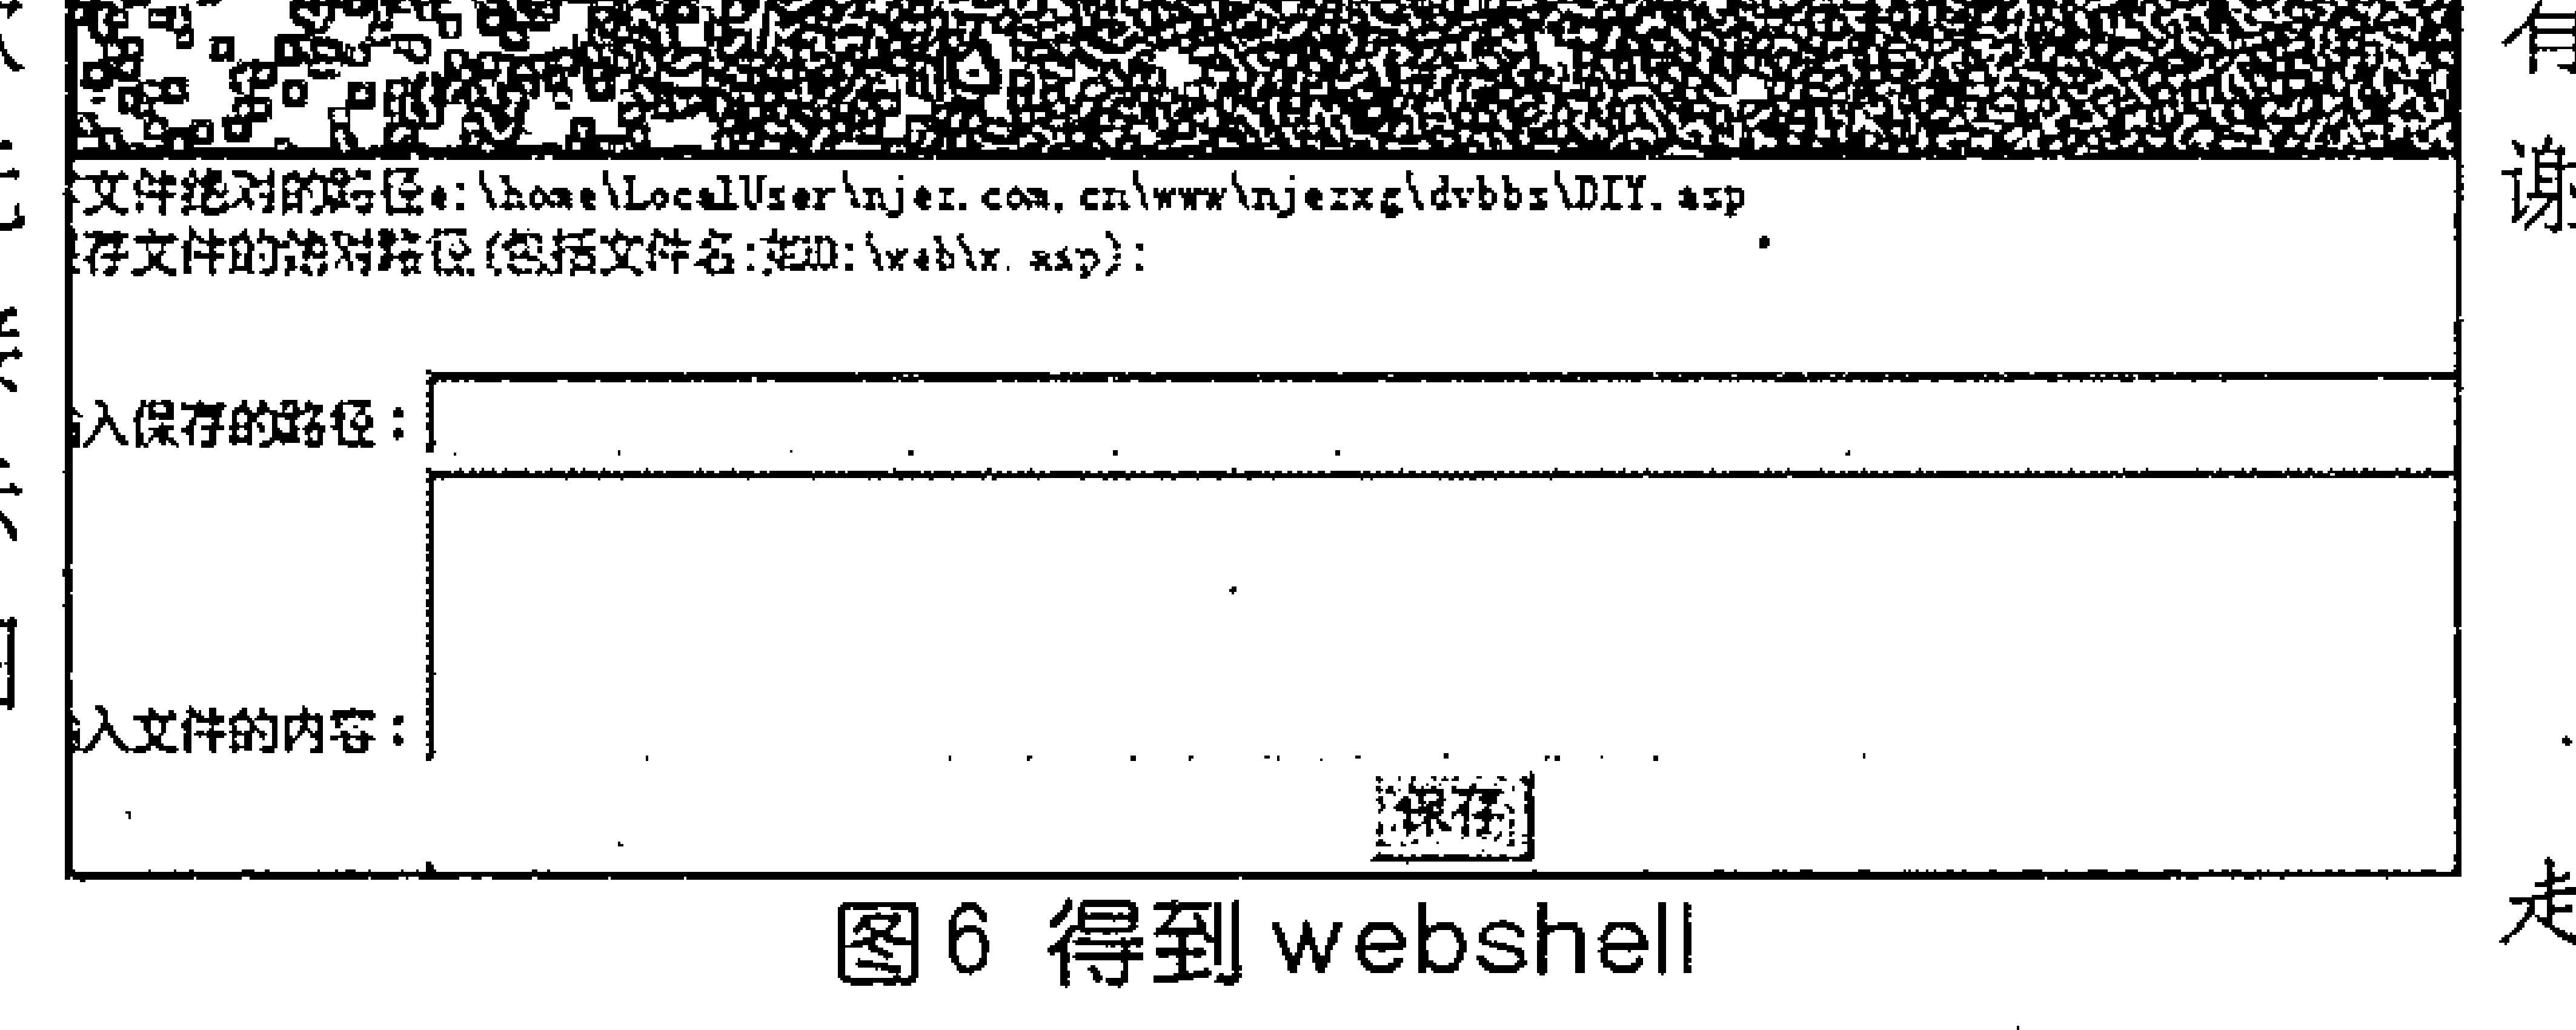 文件绝对的路径e:\home\LocalUser\njez.com.cn\www\njezxg\dvbbs\DIY.asp
存文件的绝对路径(包括文件名:如D:\web\x.asp):
入保存的路径：
入文件的内容：
保存
图6 得到webshell
有
谢
走